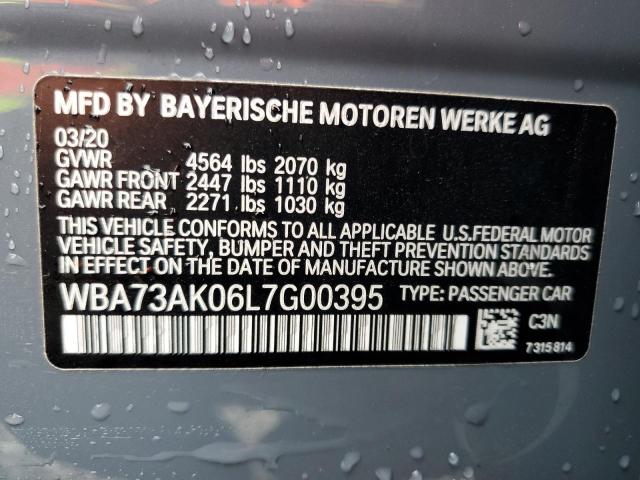 MFD BY BAYERISCHE MOTOREN WERKE AG
03/20
GVWR 4564 lbs 2070 kg
GAWR FRONT 2447 lbs 1110 kg
GAWR REAR 2271 lbs 1030 kg
THIS VEHICLE CONFORMS TO ALL APPLICABLE U.S.FEDERAL MOTOR
VEHICLE SAFETY, BUMPER AND THEFT PREVENTION STANDARDS
IN EFFECT ON THE DATE OF MANUFACTURE SHOWN ABOVE.
WBA73AK06L7G00395 TYPE: PASSENGER CAR
C3N
7315814